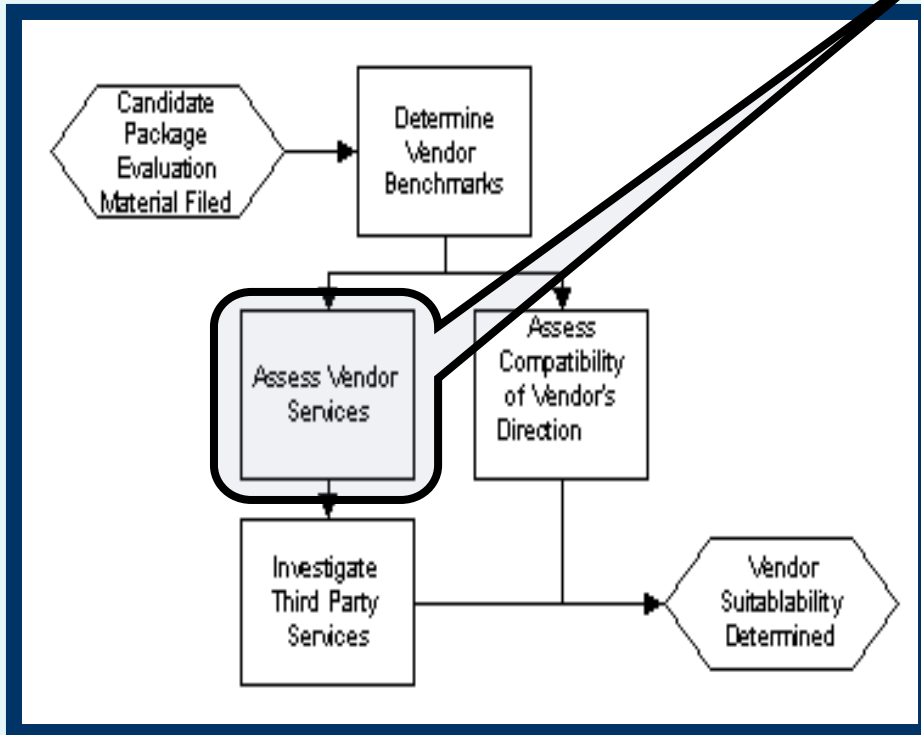 Candidate
Package
Evaluation
Material Filed
Determine
Vendor
Benchmarks
Assess Vendor
Services
Assess
Compatibility
of Vendor's
Direction
Investigate
Third Party
Services
Vendor
Suitablability
Determined